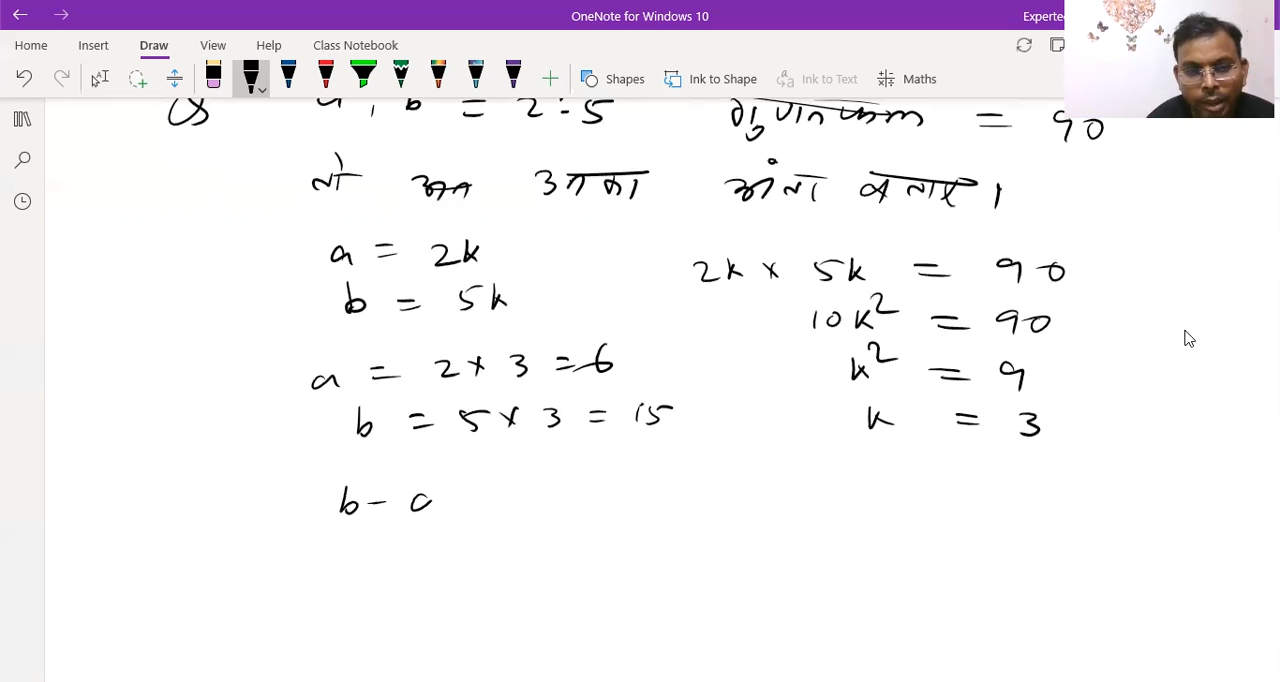 OneNote for Windows 10
Home Insert Draw View Help Class Notebook
Shapes Ink to Shape Ink to Text Maths
a : b = 2:5 गुणनफल = 90
तो
a = 2k
b = 5k
a = 2 × 3 = 6
b = 5 × 3 = 15
b - a
2k × 5k = 90
10k² = 90
k² = 9
k = 3